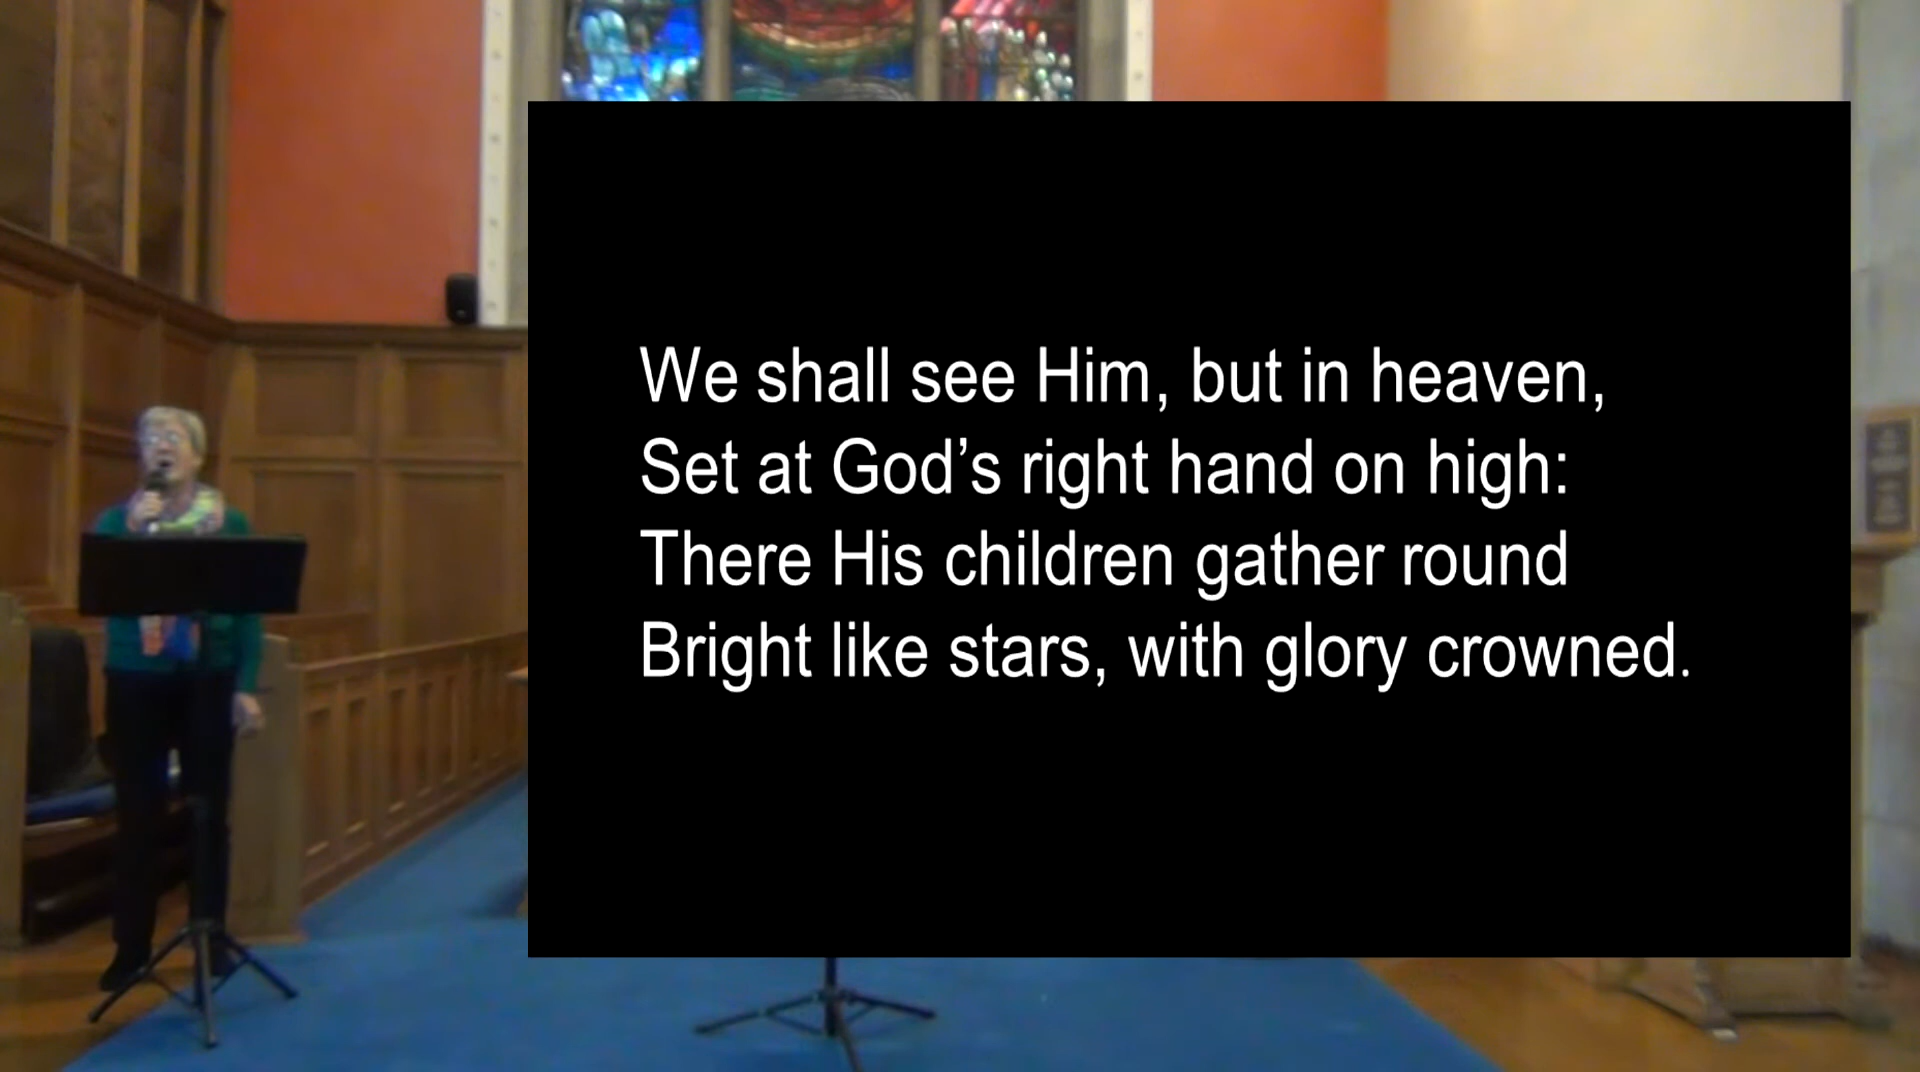 We shall see Him, but in heaven,
Set at God’s right hand on high:
There His children gather round
Bright like stars, with glory crowned.